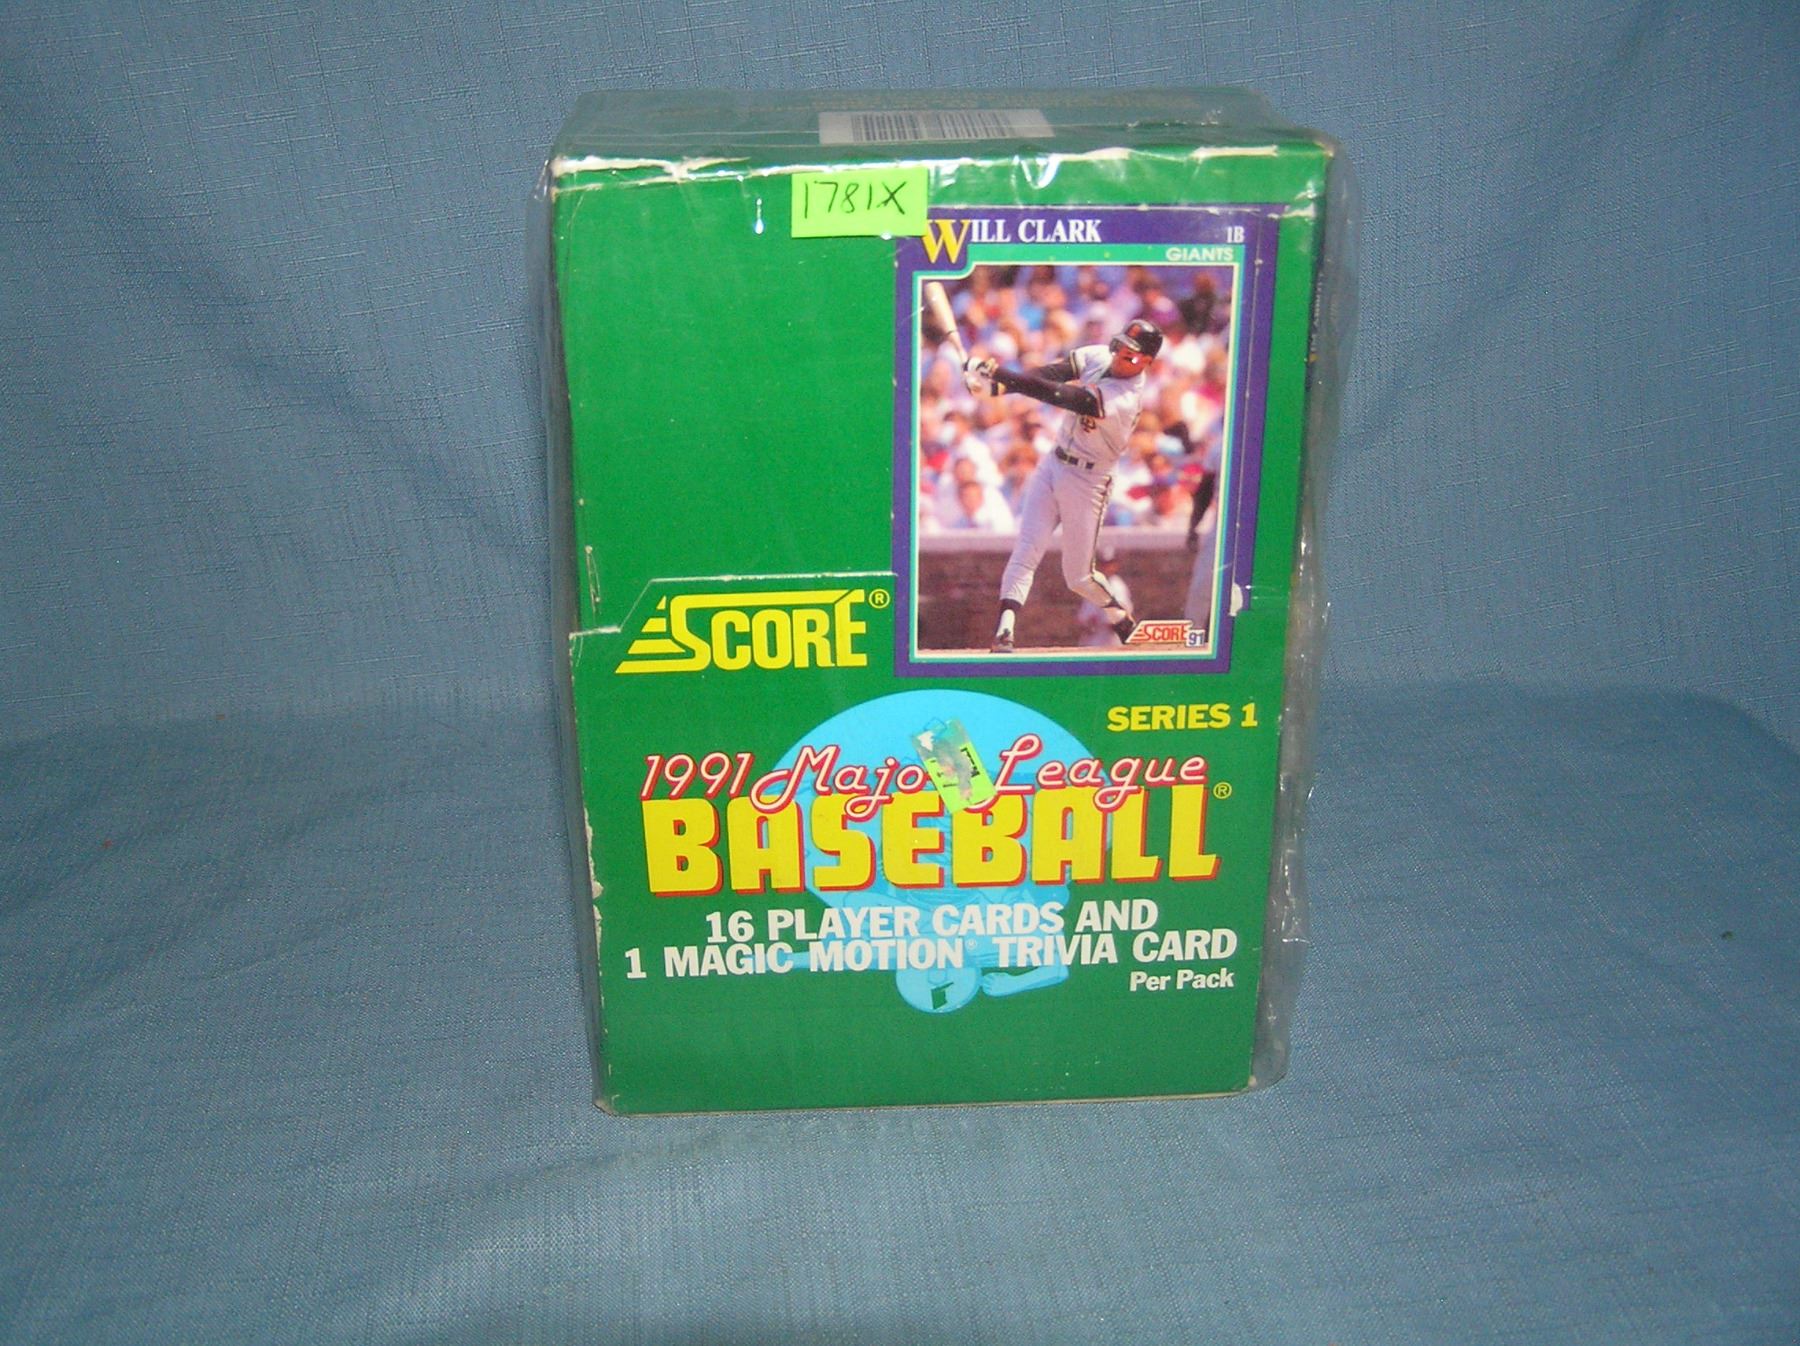 1781X
WILL CLARK 1B
GIANTS
SCORE 91
SCORE®
SERIES 1
1991 Major League
BASEBALL®
16 PLAYER CARDS AND
1 MAGIC MOTION® TRIVIA CARD
Per Pack